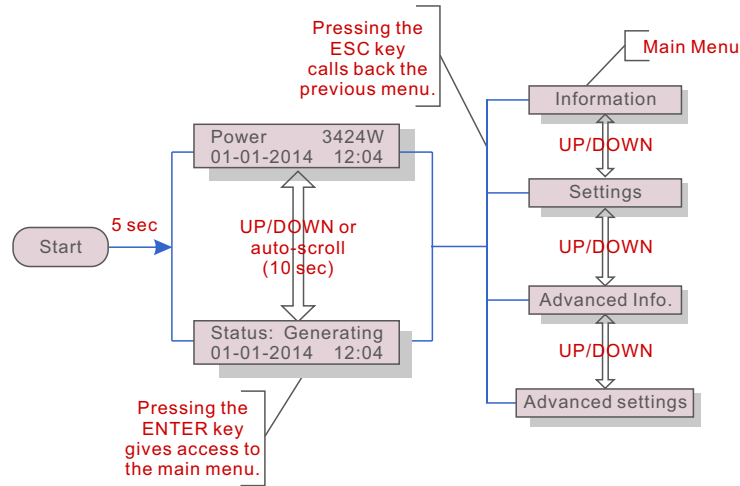 Pressing the
ESC key
calls back the
previous menu.
Main Menu
Information
UP/DOWN
Settings
UP/DOWN
Advanced Info.
UP/DOWN
Advanced settings
Power 3424W
01-01-2014 12:04
5 sec
Start
UP/DOWN or
auto-scroll
(10 sec)
Status: Generating
01-01-2014 12:04
Pressing the
ENTER key
gives access to
the main menu.